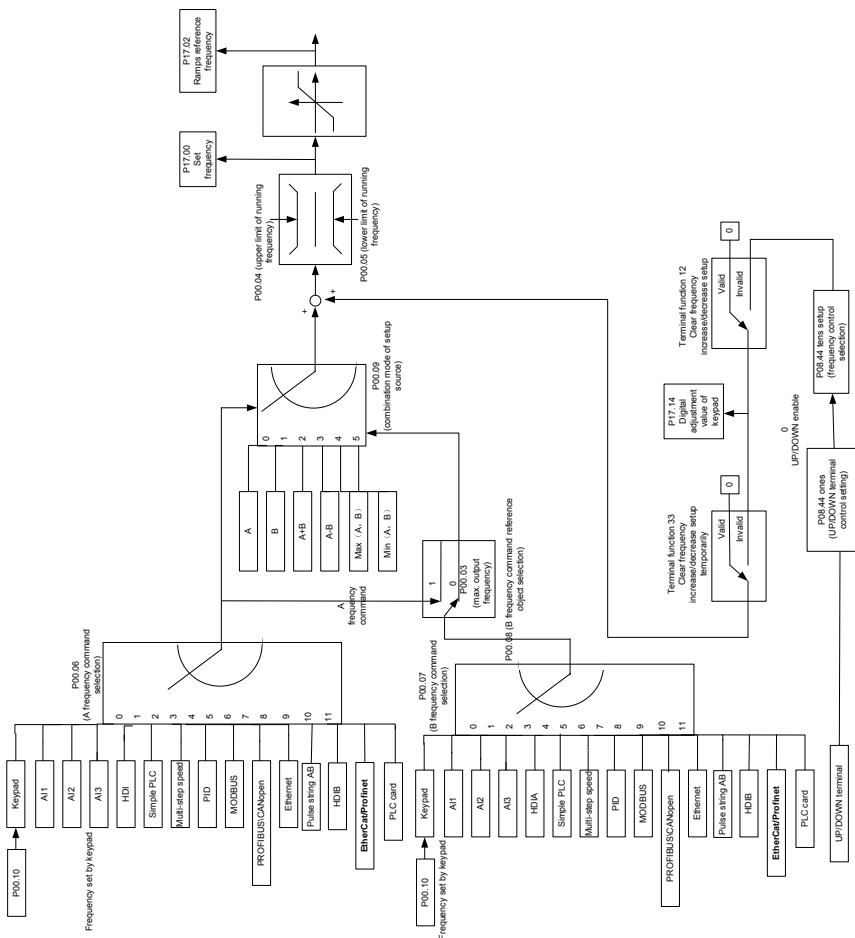 P17.02
Ramps reference
frequency
P17.00
Set
frequency
P00.04 (upper limit of running
frequency)
P00.05 (lower limit of running
frequency)
+
+
P00.09
(combination mode of setup
source)
0
1
2
3
4
5
A
B
A+B
A-B
Max（A，B）
Min（A，B）
A
frequency
command
1
0
P00.03
(max. output
frequency)
P00.08 (B frequency command reference
object selection)
P00.06
(A frequency command
selection)
0
1
2
3
4
5
6
7
8
9
10
11
Keypad
AI1
AI2
AI3
HDI
Simple PLC
Multi-step speed
PID
MODBUS
PROFIBUS\CANopen
Ethernet
Pulse string AB
HDIB
EtherCat/Profinet
PLC card
P00.10
Frequency set by keypad
P00.07
(B frequency command
selection)
0
1
2
3
4
5
6
7
8
9
10
11
Keypad
AI1
AI2
AI3
HDIA
Simple PLC
Multi-step speed
PID
MODBUS
PROFIBUS\CANopen
Ethernet
Pulse string AB
HDIB
EtherCat/Profinet
PLC card
P00.10
Frequency set by keypad
Terminal function 12
Clear frequency
increase/decrease setup
Valid
Invalid
0
P17.14
Digital
adjustment
value of
keypad
Terminal function 33
Clear frequency
increase/decrease setup
temporarily
Valid
Invalid
0
UP/DOWN terminal
P08.44 ones
(UP/DOWN terminal
control setting)
0
UP/DOWN enable
P08.44 tens setup
(frequency control
selection)